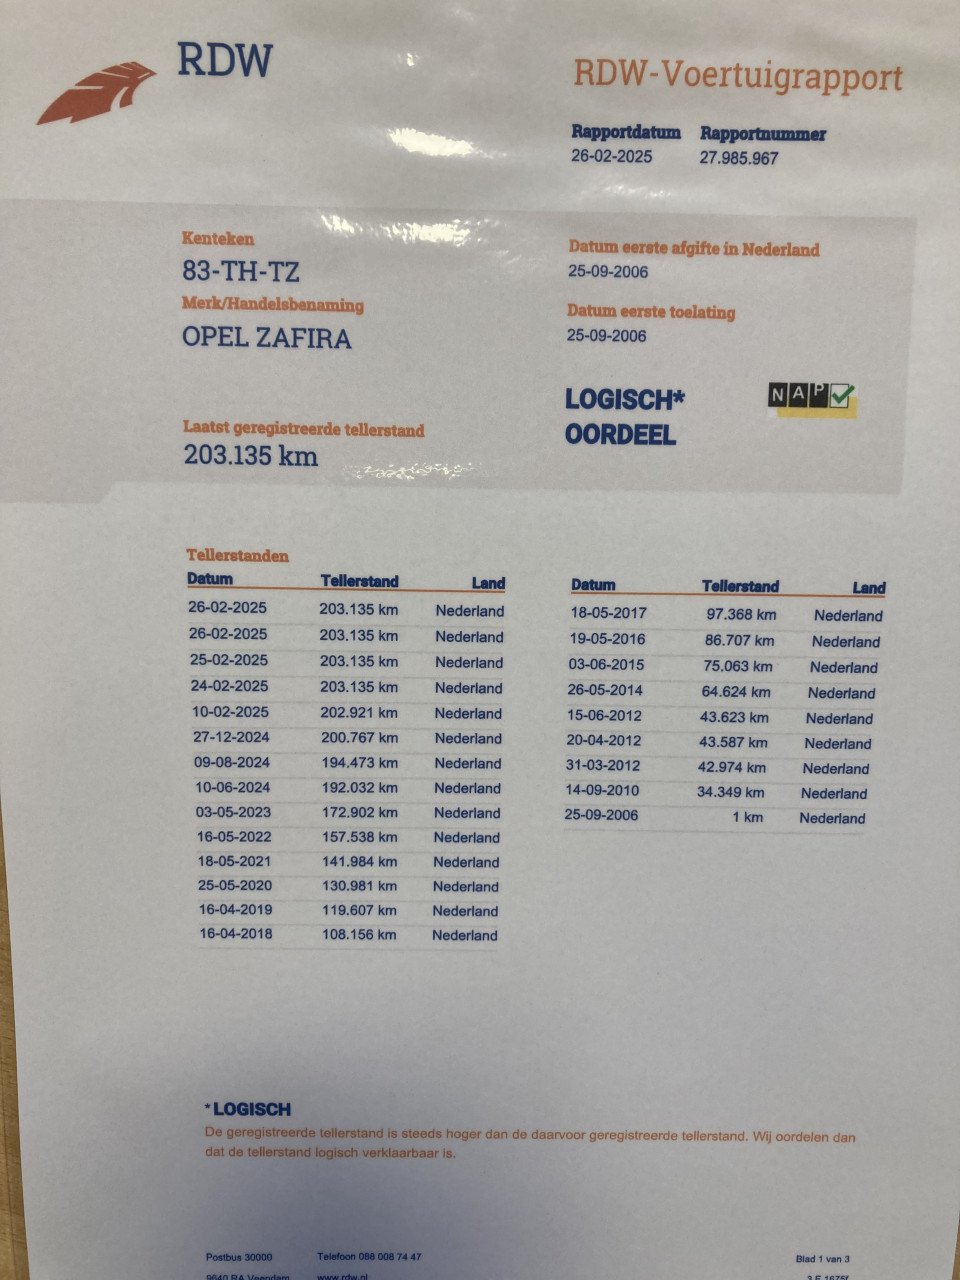 RDW
RDW-Voertuigrapport
Rapportdatum Rapportnummer
26-02-2025 27.985.967
Kenteken
83-TH-TZ
Merk/Handelsbenaming
OPEL ZAFIRA
Datum eerste afgifte in Nederland
25-09-2006
Datum eerste toelating
25-09-2006
Laatst geregistreerde tellerstand
203.135 km
LOGISCH*
OORDEEL
NAP
Tellerstanden
Datum Tellerstand Land
26-02-2025 203.135 km Nederland
26-02-2025 203.135 km Nederland
25-02-2025 203.135 km Nederland
24-02-2025 203.135 km Nederland
10-02-2025 202.921 km Nederland
27-12-2024 200.767 km Nederland
09-08-2024 194.473 km Nederland
10-06-2024 192.032 km Nederland
03-05-2023 172.902 km Nederland
16-05-2022 157.538 km Nederland
18-05-2021 141.984 km Nederland
25-05-2020 130.981 km Nederland
16-04-2019 119.607 km Nederland
16-04-2018 108.156 km Nederland
Datum Tellerstand Land
18-05-2017 97.368 km Nederland
19-05-2016 86.707 km Nederland
03-06-2015 75.063 km Nederland
26-05-2014 64.624 km Nederland
15-06-2012 43.623 km Nederland
20-04-2012 43.587 km Nederland
31-03-2012 42.974 km Nederland
14-09-2010 34.349 km Nederland
25-09-2006 1 km Nederland
*LOGISCH
De geregistreerde tellerstand is steeds hoger dan de daarvoor geregistreerde tellerstand. Wij oordelen dan
dat de tellerstand logisch verklaarbaar is.
Postbus 30000 Telefoon 088 008 74 47 Blad 1 van 3
9640 RA Veendam www.rdw.nl 3 E 1675f